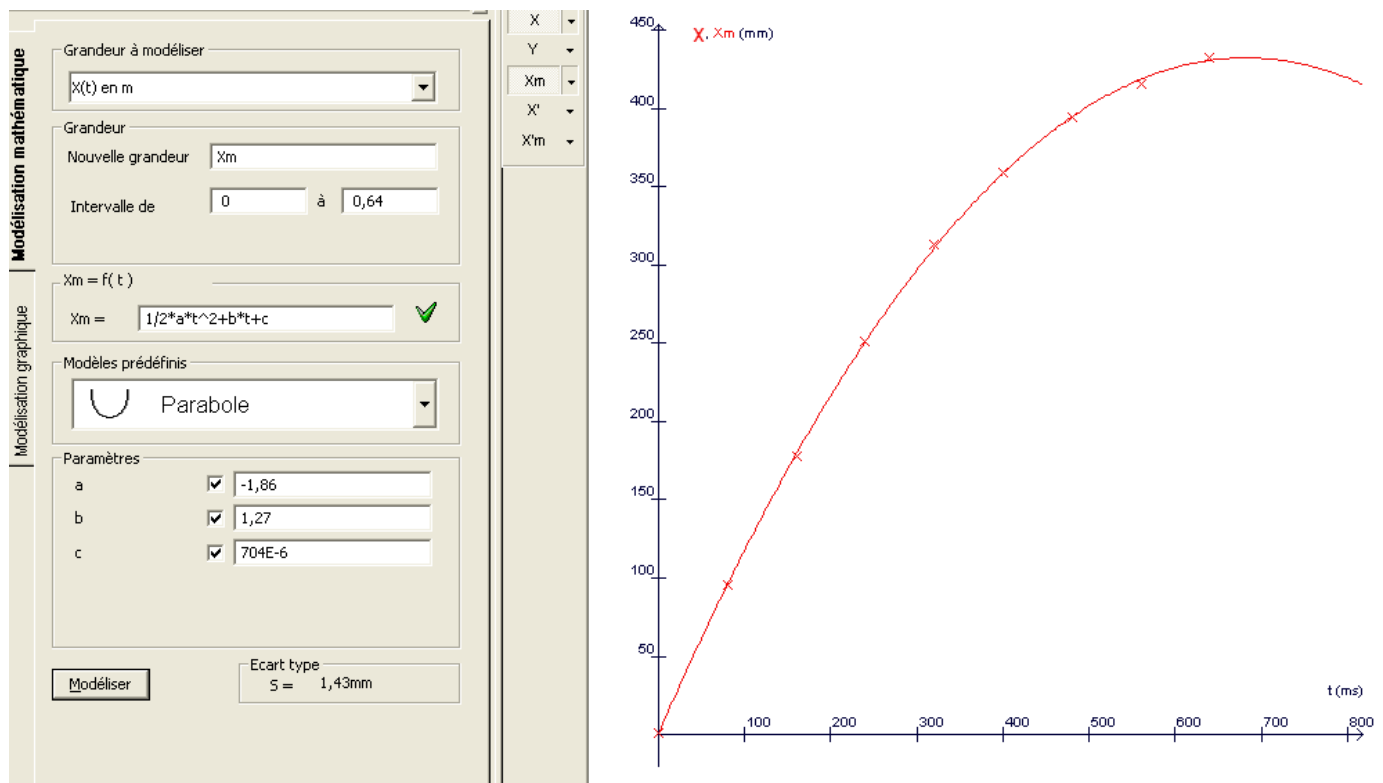 Modélisation mathématique
Modélisation graphique
Grandeur à modéliser
X(t) en m
Grandeur
Nouvelle grandeur Xm
Intervalle de 0 à 0,64
Xm = f( t )
Xm = 1/2*a*t^2+b*t+c
Modèles prédéfinis
Parabole
Paramètres
a -1,86
b 1,27
c 704E-6
Modéliser
Ecart type
S = 1,43mm
X
Y
Xm
X'
X'm
X, Xm (mm)
450
400
350
300
250
200
150
100
50
t (ms)
100 200 300 400 500 600 700 800